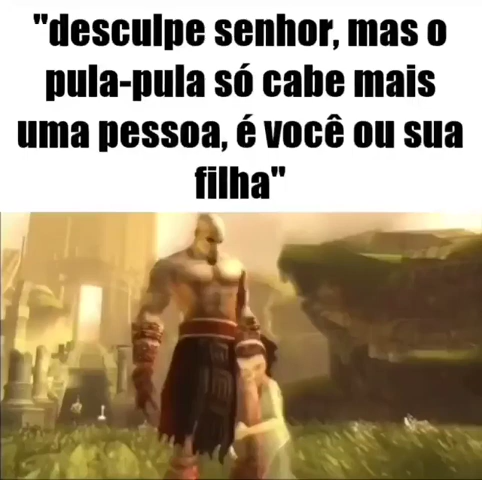 "desculpe senhor, mas o
pula-pula só cabe mais
uma pessoa, é você ou sua
filha"